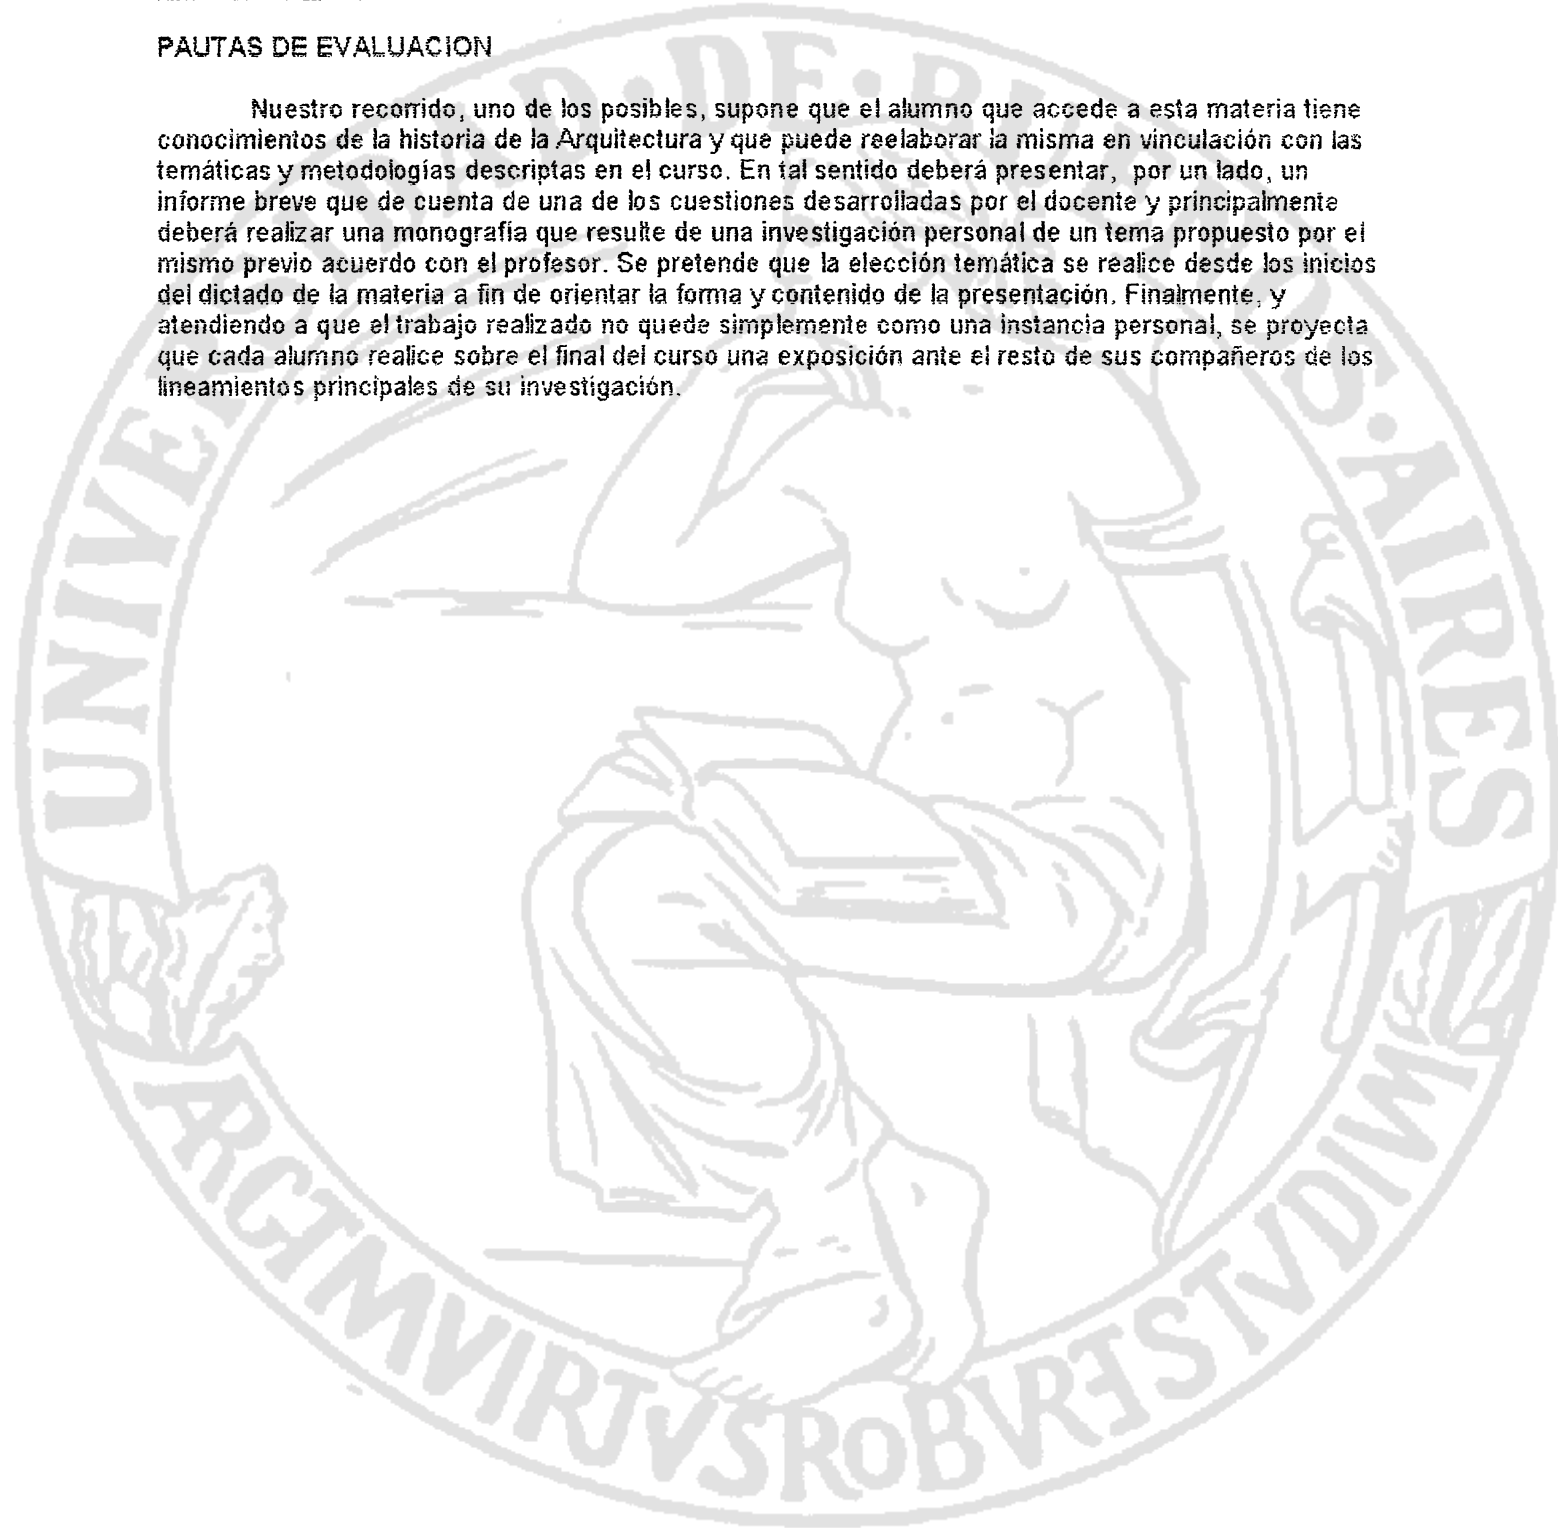 PAUTAS DE EVALUACION
Nuestro recorrido, uno de los posibles, supone que el alumno que accede a esta materia tiene
conocimientos de la historia de la Arquitectura y que puede reelaborar la misma en vinculación con las
temáticas y metodologías descriptas en el curso. En tal sentido deberá presentar, por un lado, un
informe breve que de cuenta de una de los cuestiones desarrolladas por el docente y principalmente
deberá realizar una monografía que resulte de una investigación personal de un tema propuesto por el
mismo previo acuerdo con el profesor. Se pretende que la elección temática se realice desde los inicios
del dictado de la materia a fin de orientar la forma y contenido de la presentación. Finalmente, y
atendiendo a que el trabajo realizado no quede simplemente como una instancia personal, se proyecta
que cada alumno realice sobre el final del curso una exposición ante el resto de sus compañeros de los
lineamientos principales de su investigación.
UNIVERSIDAD·DE·BUENOS·AIRES
ARGTMVIRTVSROBVRETSTVDIVM